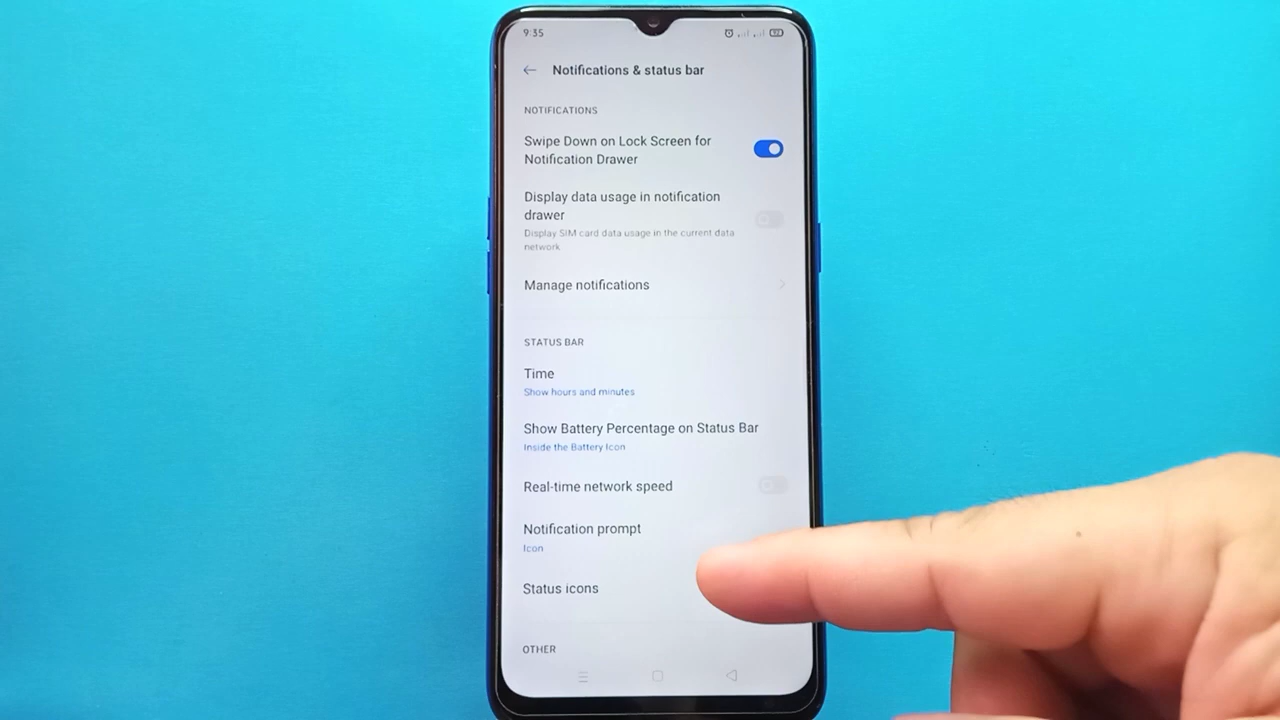 9:35
Notifications & status bar
NOTIFICATIONS
Swipe Down on Lock Screen for
Notification Drawer
Display data usage in notification
drawer
Display SIM card data usage in the current data
network
Manage notifications
STATUS BAR
Time
Show hours and minutes
Show Battery Percentage on Status Bar
Inside the Battery Icon
Real-time network speed
Notification prompt
Icon
Status icons
OTHER